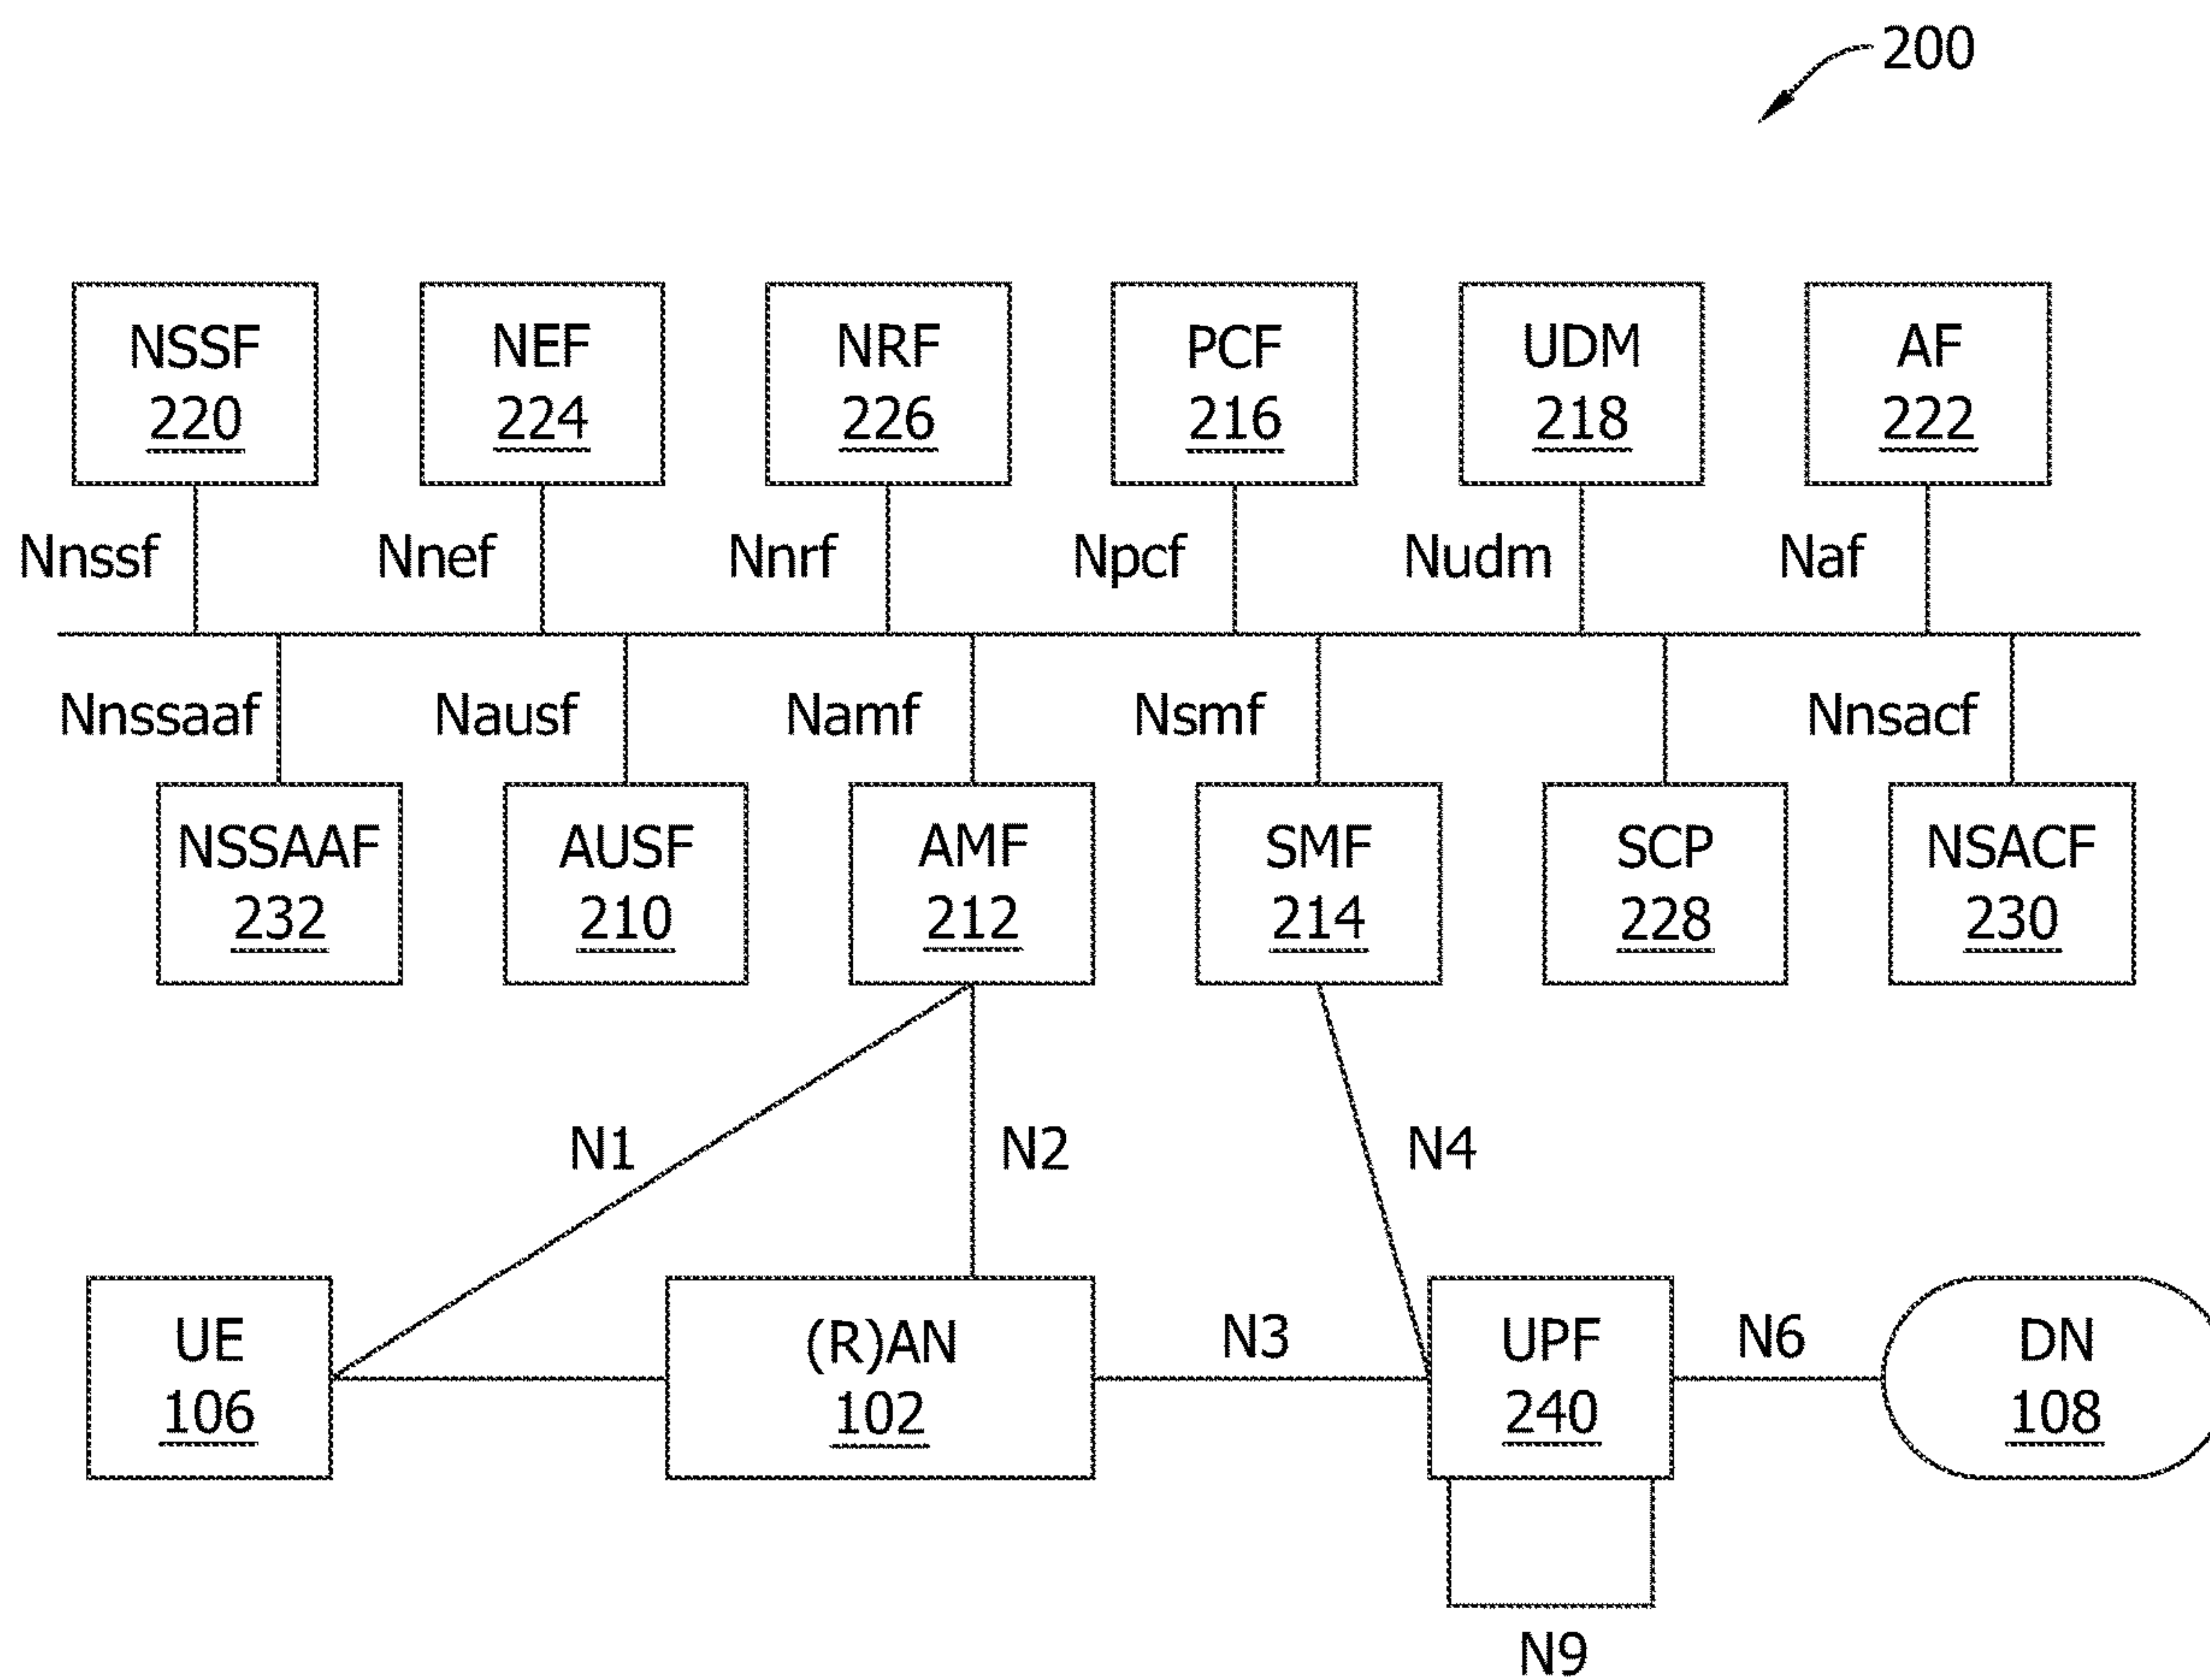 200
NSSF
220
NEF
224
NRF
226
PCF
216
UDM
218
AF
222
Nnssf
Nnef
Nnrf
Npcf
Nudm
Naf
Nnssaaf
Nausf
Namf
Nsmf
Nnsacf
NSSAAF
232
AUSF
210
AMF
212
SMF
214
SCP
228
NSACF
230
N1
N2
N4
UE
106
(R)AN
102
N3
UPF
240
N6
DN
108
N9